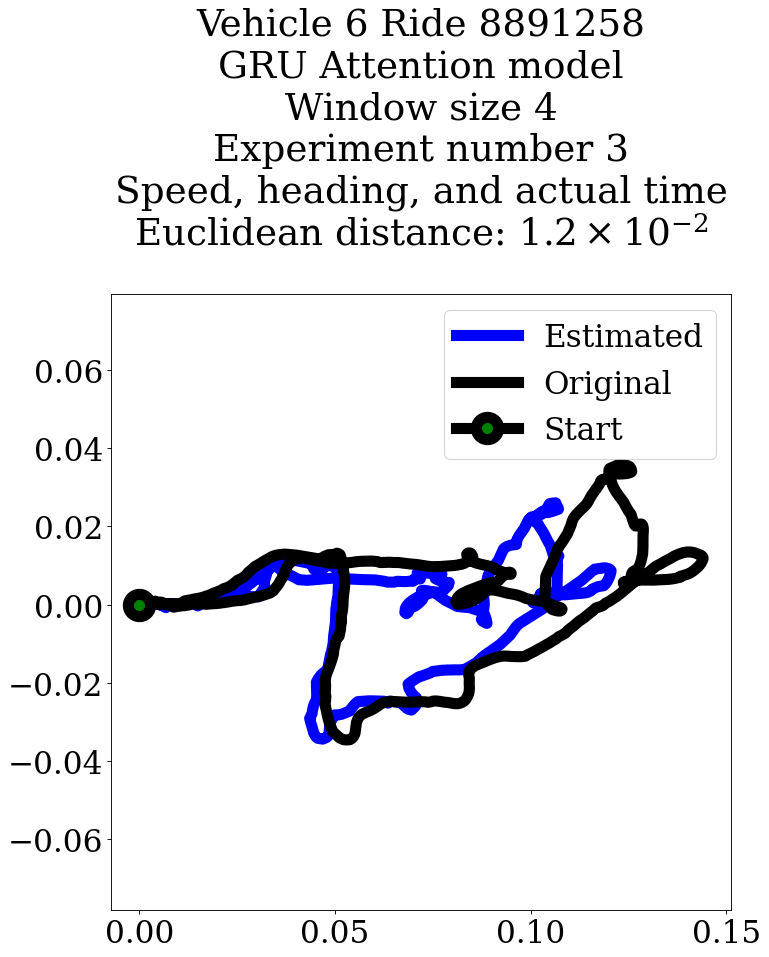 Vehicle 6 Ride 8891258
GRU Attention model
Window size 4
Experiment number 3
Speed, heading, and actual time
Euclidean distance: 1.2 × 10⁻²
Estimated
Original
Start
0.06
0.04
0.02
0.00
−0.02
−0.04
−0.06
0.00 0.05 0.10 0.15